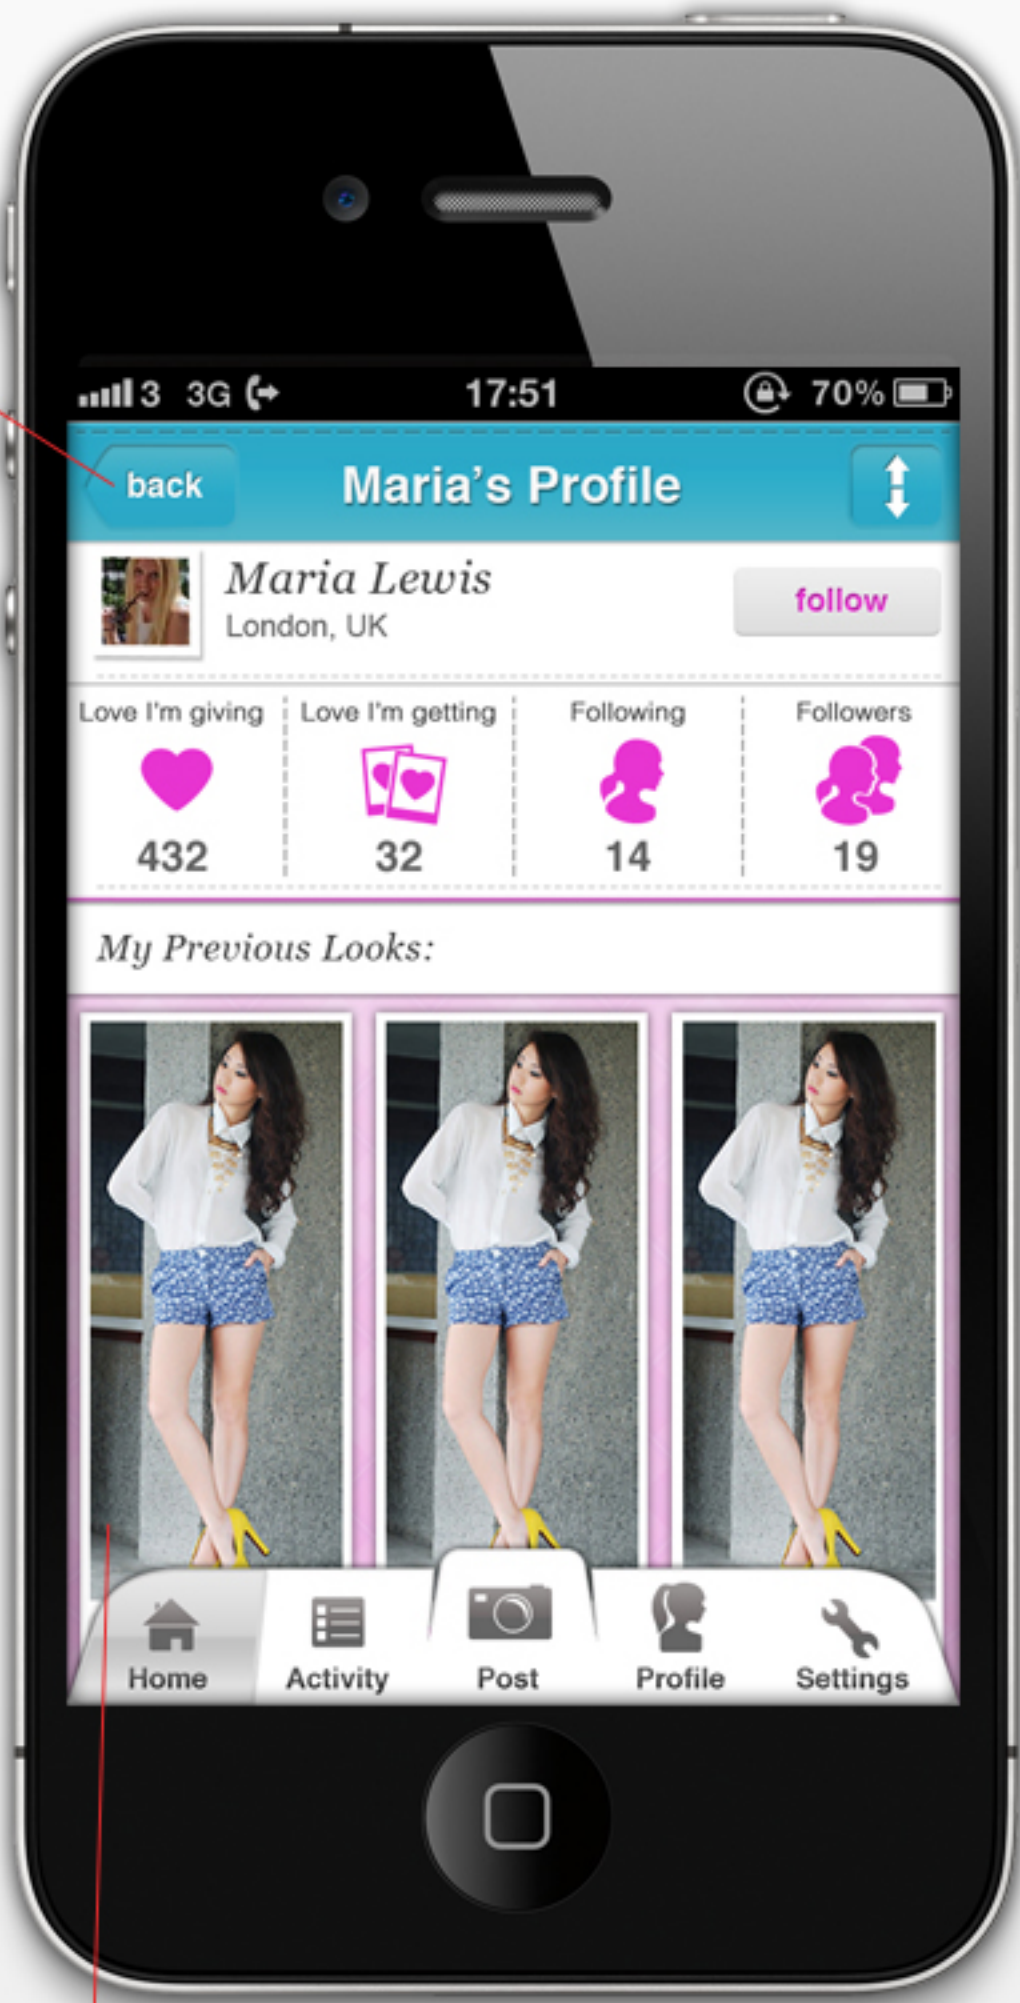 3 3G 17:51 70%
back Maria's Profile
Maria Lewis
London, UK
follow
Love I'm giving Love I'm getting Following Followers
432 32 14 19
My Previous Looks:
Home Activity Post Profile Settings